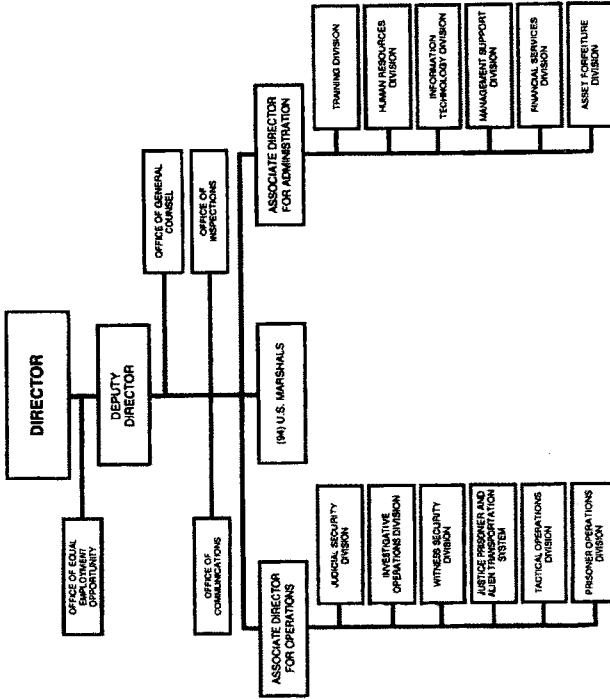 DIRECTOR
OFFICE OF EQUAL
EMPLOYMENT
OPPORTUNITY
DEPUTY
DIRECTOR
OFFICE OF GENERAL
COUNSEL
OFFICE OF
COMMUNICATIONS
OFFICE OF
INSPECTIONS
ASSOCIATE DIRECTOR
FOR OPERATIONS
(94) U.S. MARSHALS
ASSOCIATE DIRECTOR
FOR ADMINISTRATION
JUDICIAL SECURITY
DIVISION
INVESTIGATIVE
OPERATIONS DIVISION
WITNESS SECURITY
DIVISION
JUSTICE PRISONER AND
ALIEN TRANSPORTATION
SYSTEM
TACTICAL OPERATIONS
DIVISION
PRISONER OPERATIONS
DIVISION
TRAINING DIVISION
HUMAN RESOURCES
DIVISION
INFORMATION
TECHNOLOGY DIVISION
MANAGEMENT SUPPORT
DIVISION
FINANCIAL SERVICES
DIVISION
ASSET FORFEITURE
DIVISION